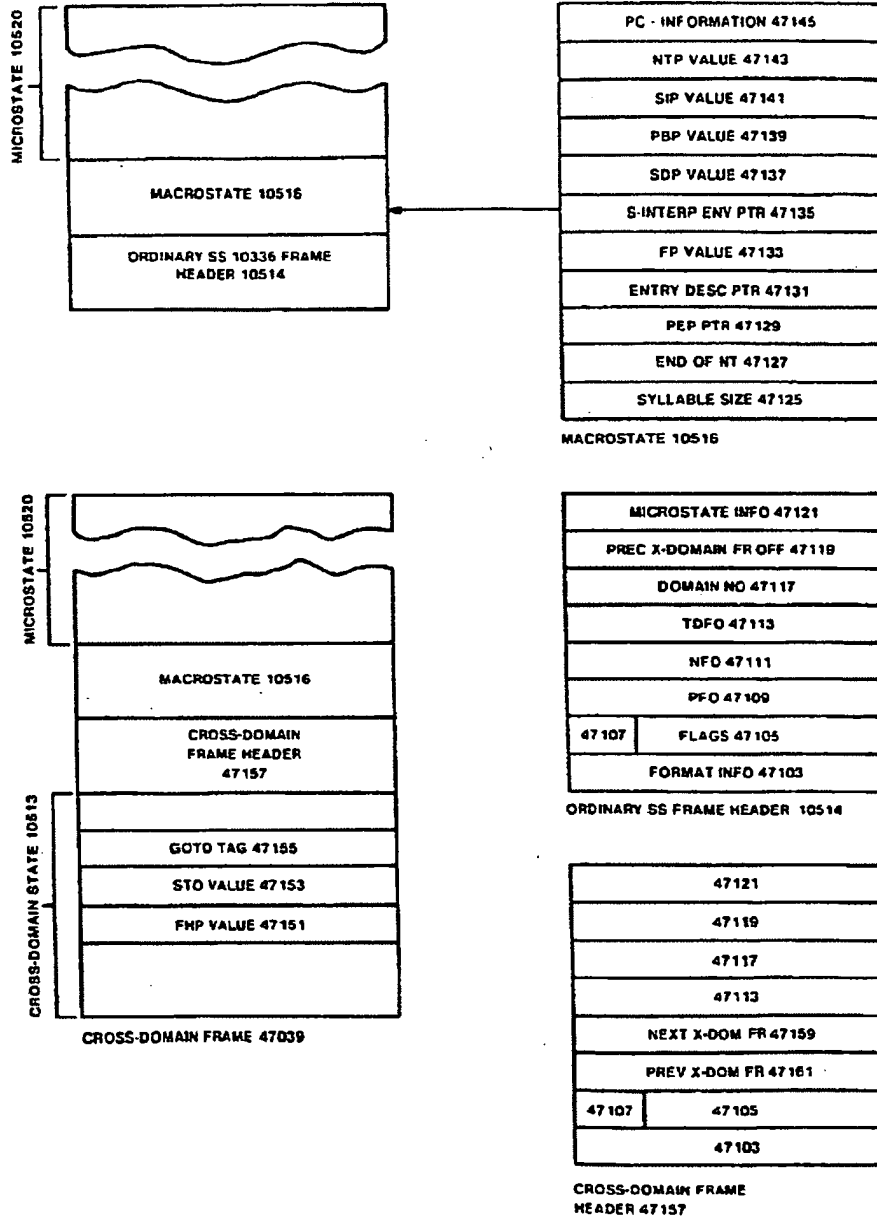 MICROSTATE 10520
MACROSTATE 10516
ORDINARY SS 10336 FRAME
HEADER 10514
PC - INFORMATION 47145
NTP VALUE 47143
SIP VALUE 47141
PBP VALUE 47139
SDP VALUE 47137
S-INTERP ENV PTR 47135
FP VALUE 47133
ENTRY DESC PTR 47131
PEP PTR 47129
END OF NT 47127
SYLLABLE SIZE 47125
MACROSTATE 10516
MICROSTATE 10520
MACROSTATE 10516
CROSS-DOMAIN
FRAME HEADER
47157
CROSS-DOMAIN STATE 10513
GOTO TAG 47155
STO VALUE 47153
FHP VALUE 47151
CROSS-DOMAIN FRAME 47039
MICROSTATE INFO 47121
PREC X-DOMAIN FR OFF 47119
DOMAIN NO 47117
TDFO 47113
NFO 47111
PFO 47109
47107 FLAGS 47105
FORMAT INFO 47103
ORDINARY SS FRAME HEADER 10514
47121
47119
47117
47113
NEXT X-DOM FR 47159
PREV X-DOM FR 47161
47107 47105
47103
CROSS-DOMAIN FRAME
HEADER 47157